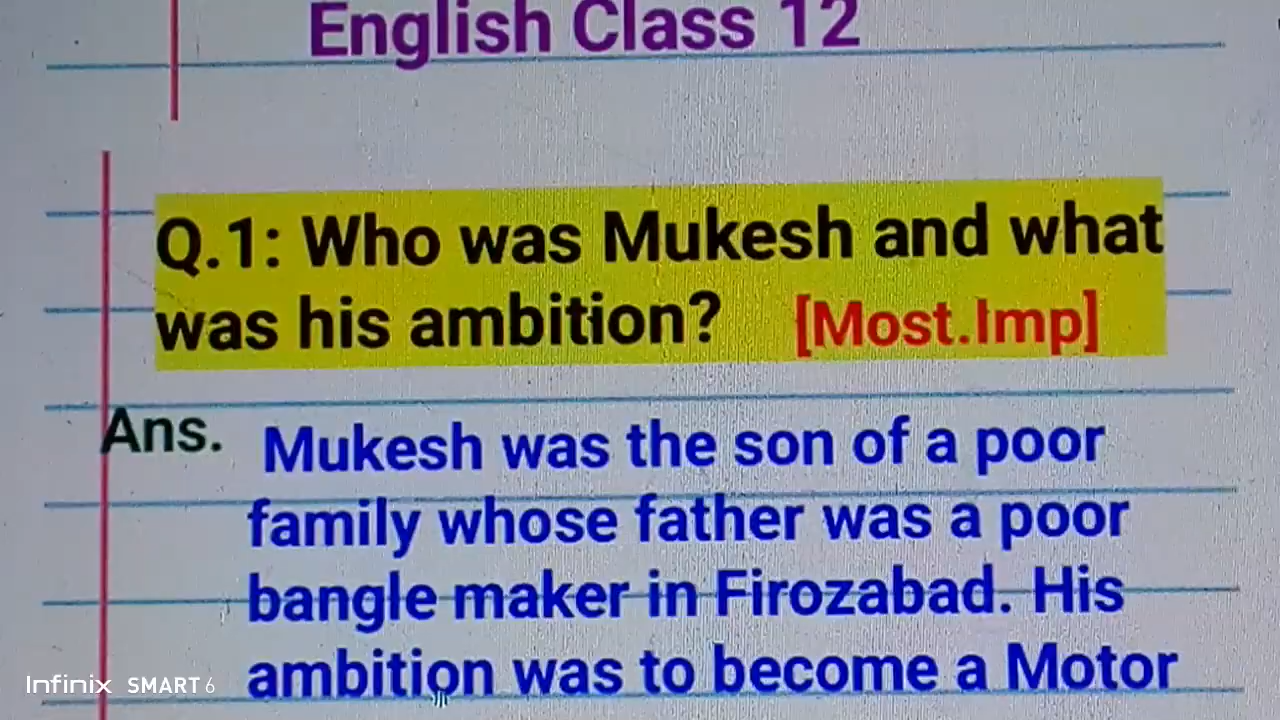 English Class 12
Q.1: Who was Mukesh and what
was his ambition? [Most.Imp]
Ans. Mukesh was the son of a poor
family whose father was a poor
bangle maker in Firozabad. His
ambition was to become a Motor
Infinix SMART 6